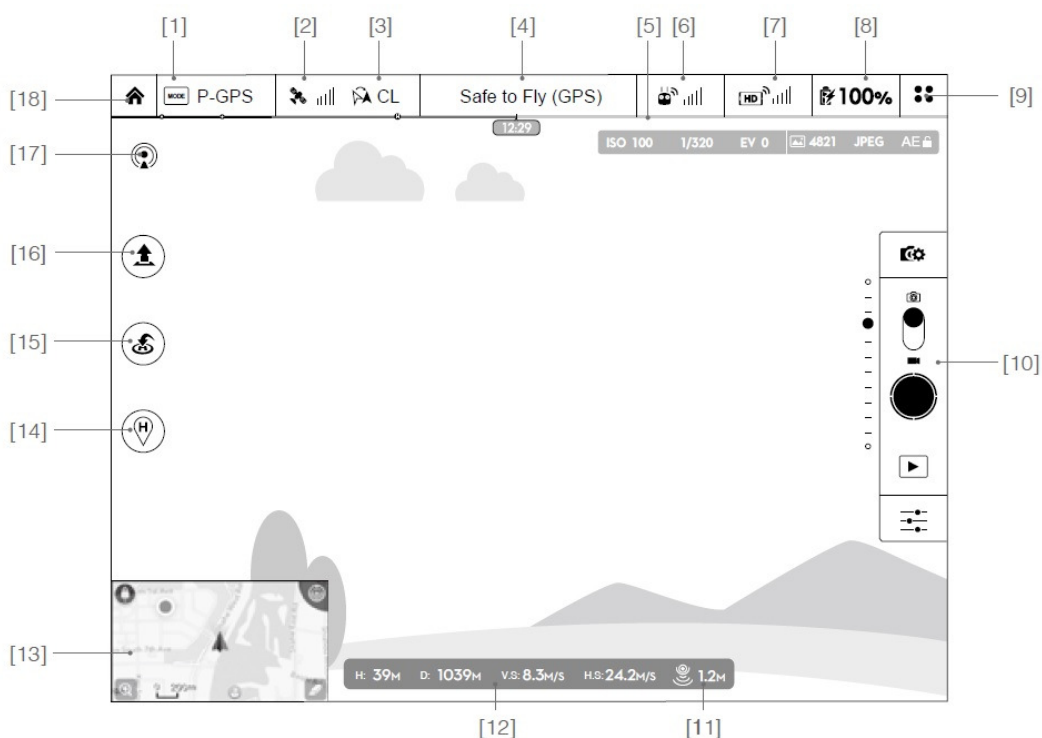 [1] [2] [3] [4] [5] [6] [7] [8]
[18] MODE P-GPS CL Safe to Fly (GPS) HD 100% [9]
12:29
ISO 100 1/320 EV 0 4821 JPEG AE
[17]
[16]
[15]
[10]
[14]
H
[13]
200m
H: 39M D: 1039M V.S: 8.3M/S H.S: 24.2M/S 1.2M
[12] [11]